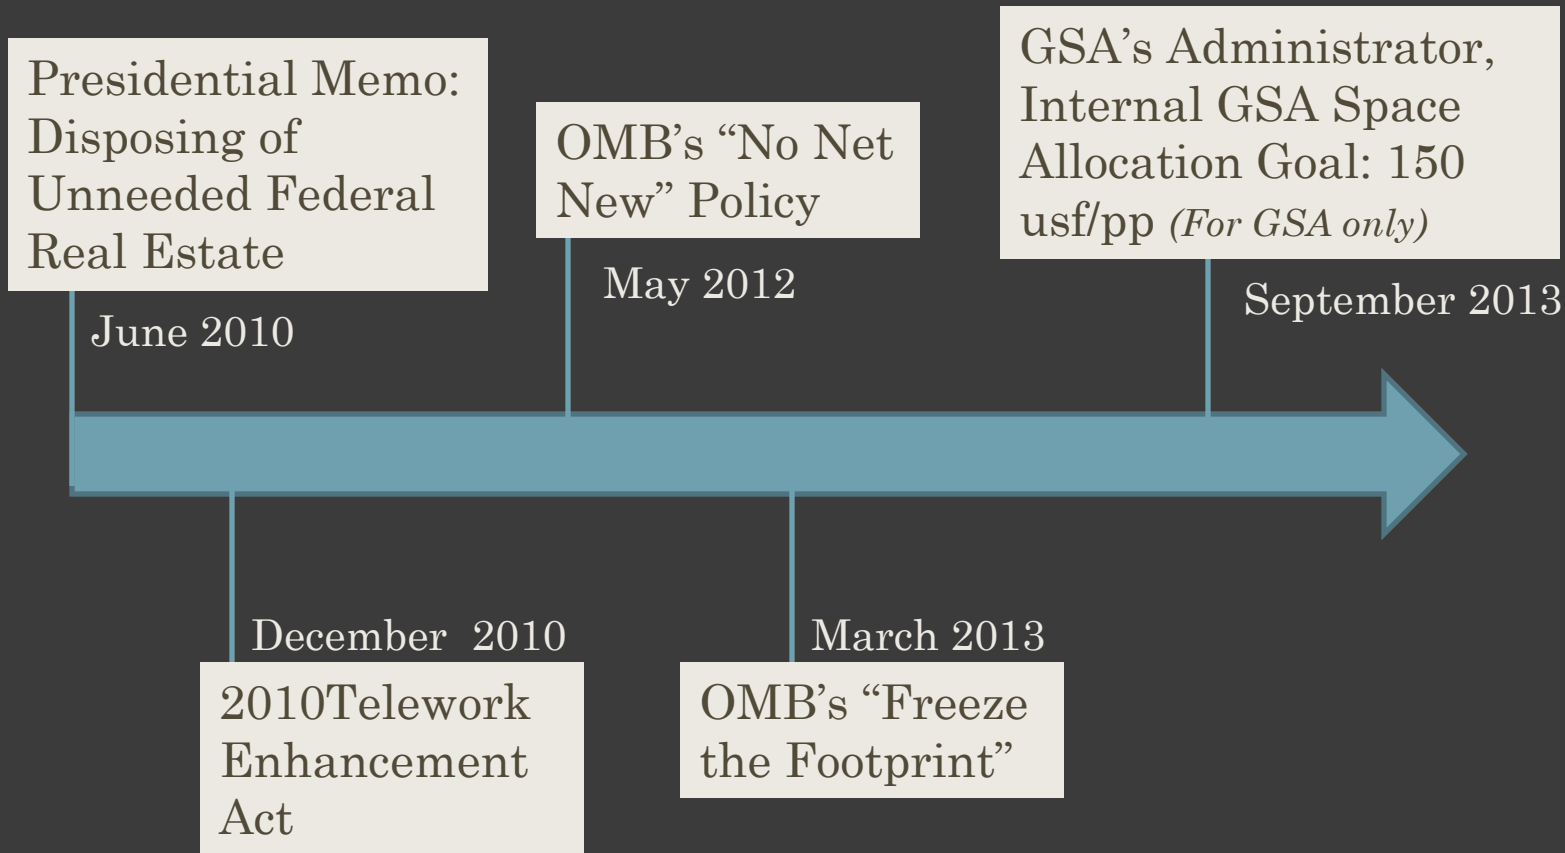 Presidential Memo:
Disposing of
Unneeded Federal
Real Estate
June 2010
OMB’s “No Net
New” Policy
May 2012
GSA’s Administrator,
Internal GSA Space
Allocation Goal: 150
usf/pp (For GSA only)
September 2013
December  2010
2010Telework
Enhancement
Act
March 2013
OMB’s “Freeze
the Footprint”